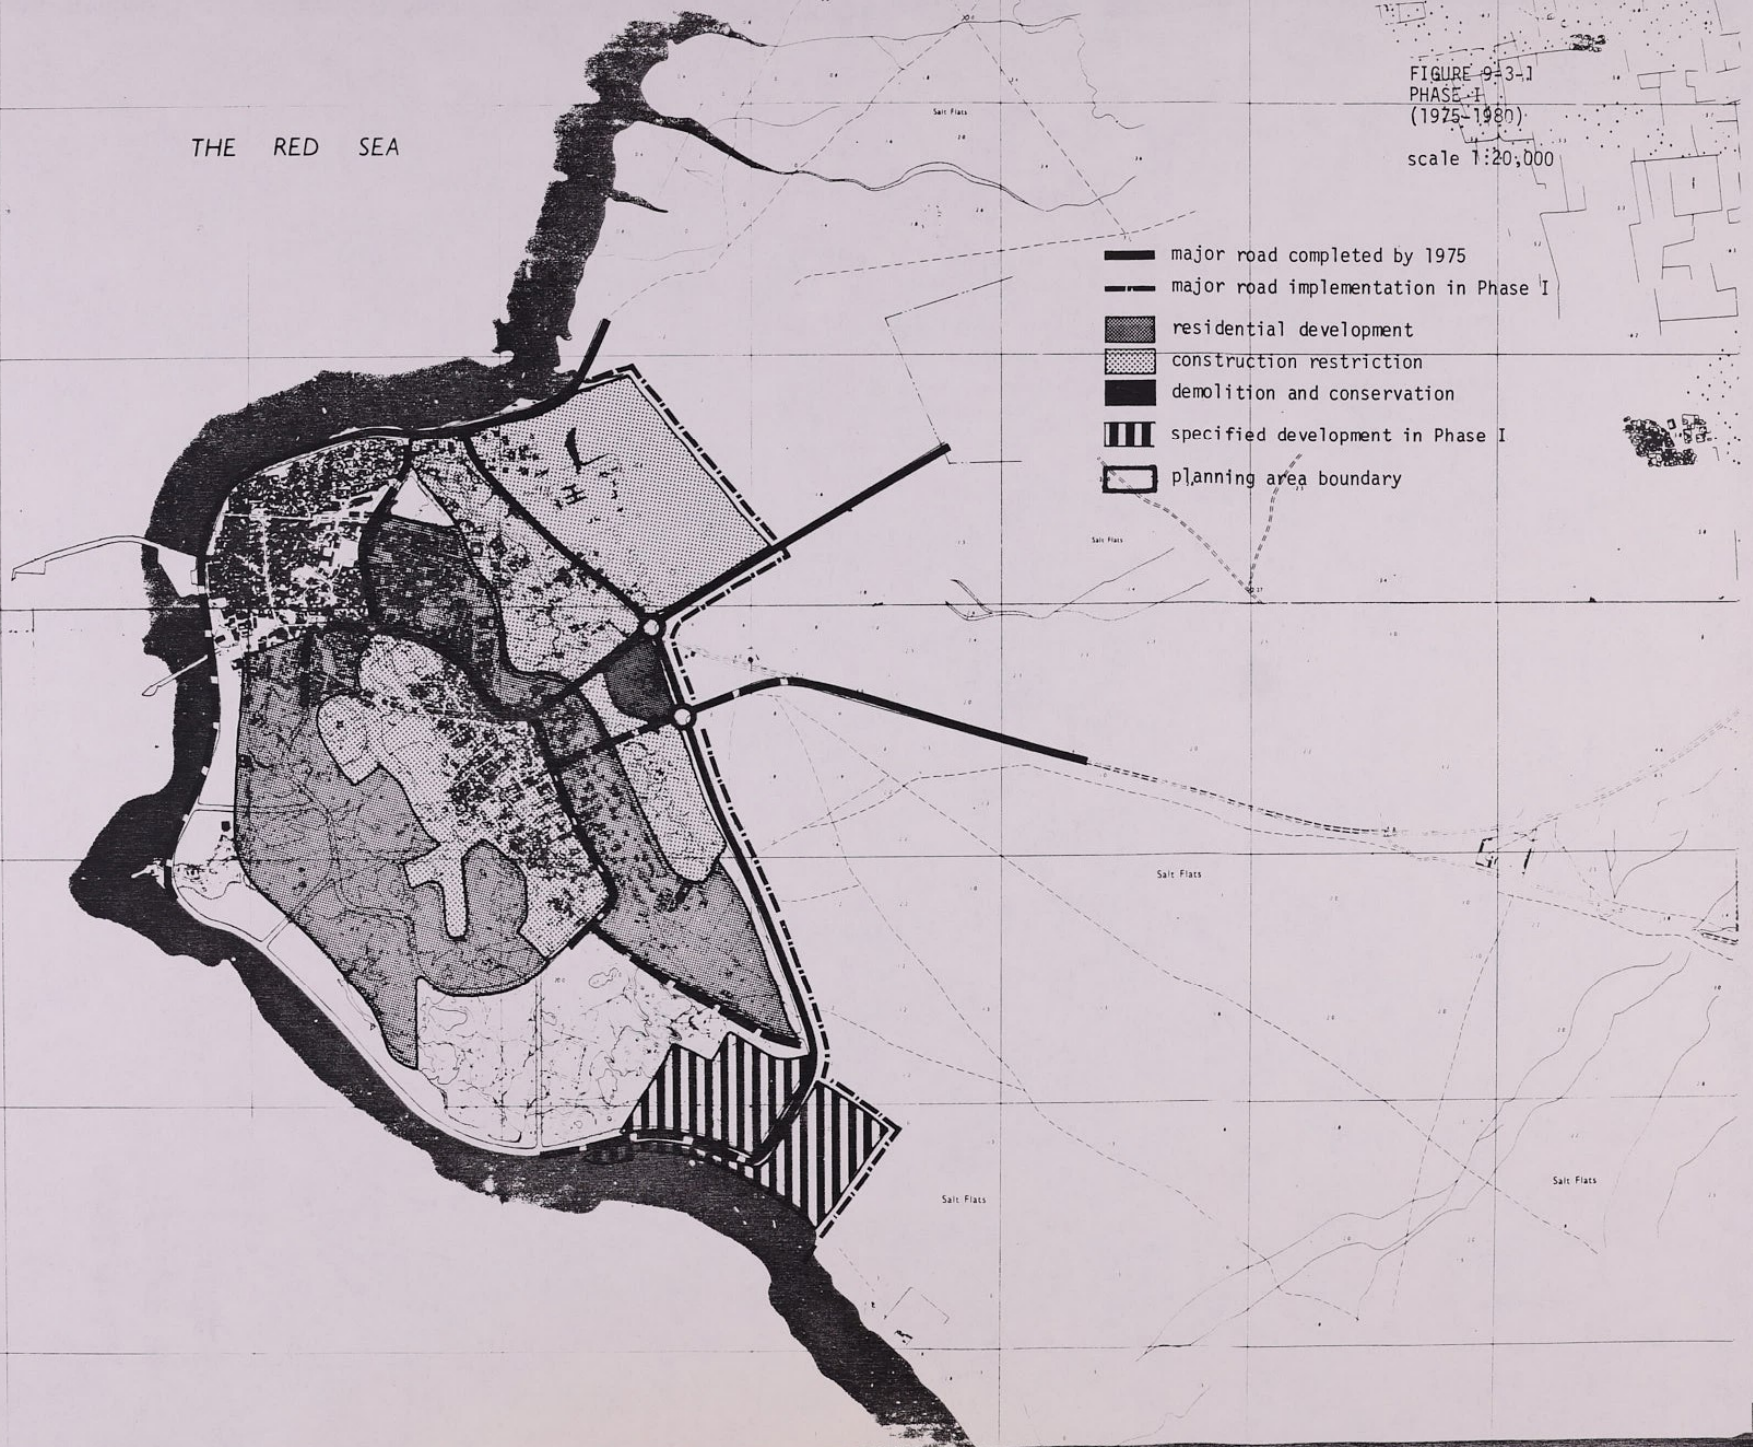 FIGURE 9-3-1
PHASE I
(1975-1980)
scale 1:20,000
THE RED SEA
Salt Flats
major road completed by 1975
major road implementation in Phase I
residential development
construction restriction
demolition and conservation
specified development in Phase I
planning area boundary
Salt Flats
Salt Flats
Salt Flats
Salt Flats